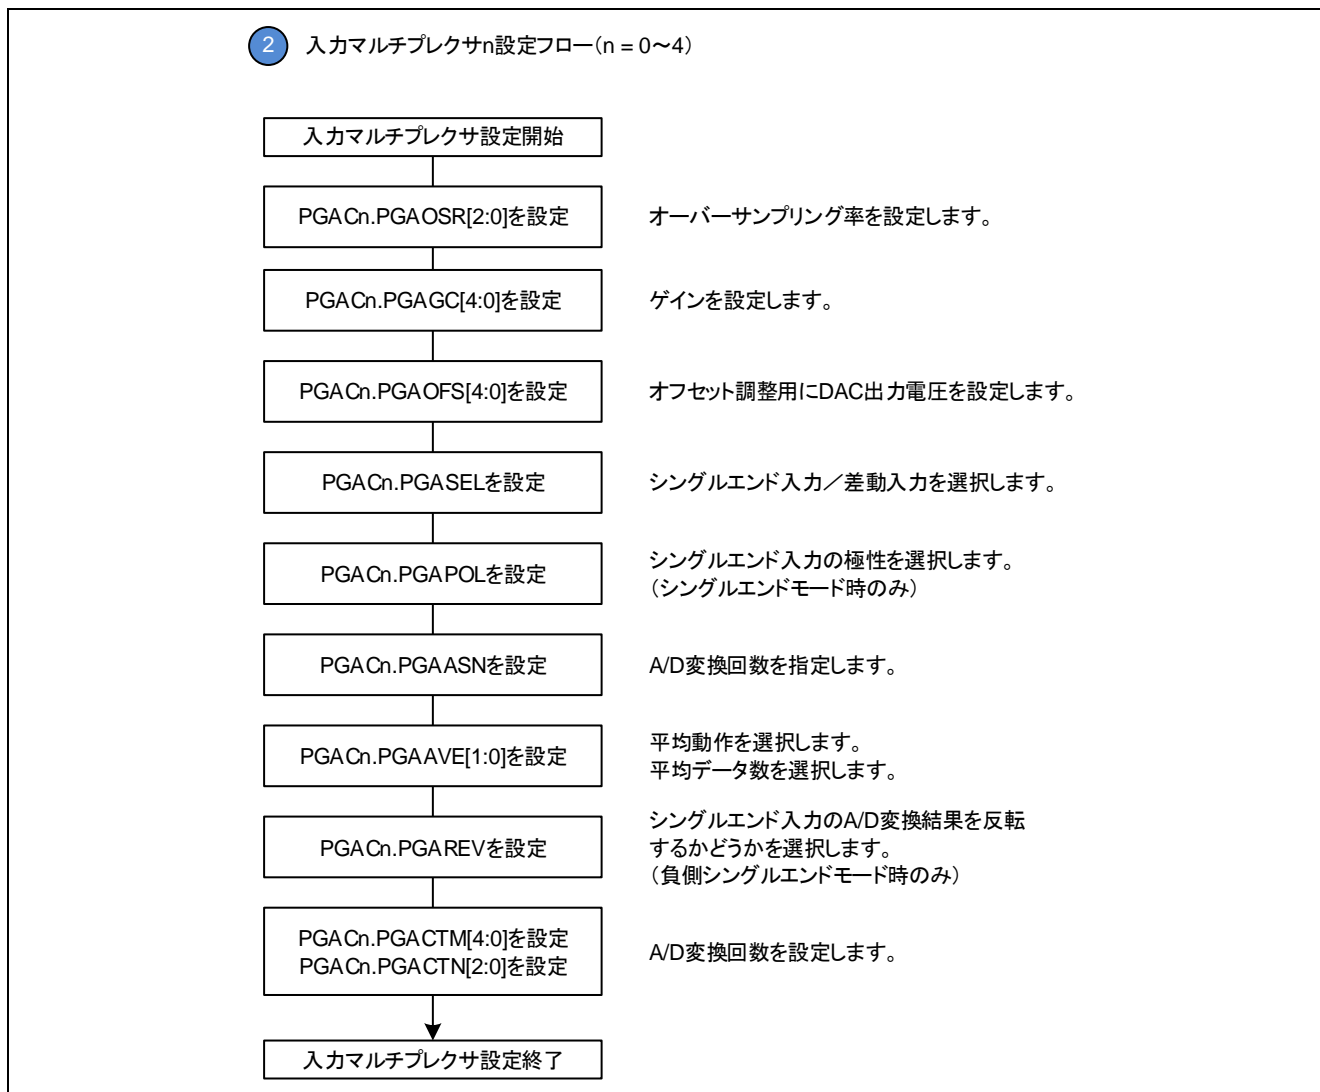 2 入力マルチプレクサn設定フロー(n = 0〜4)
入力マルチプレクサ設定開始
PGACn.PGAOSR[2:0]を設定
オーバーサンプリング率を設定します。
PGACn.PGAGC[4:0]を設定
ゲインを設定します。
PGACn.PGAOFS[4:0]を設定
オフセット調整用にDAC出力電圧を設定します。
PGACn.PGASELを設定
シングルエンド入力/差動入力を選択します。
PGACn.PGAPOLを設定
シングルエンド入力の極性を選択します。
(シングルエンドモード時のみ)
PGACn.PGAASNを設定
A/D変換回数を指定します。
PGACn.PGAAVE[1:0]を設定
平均動作を選択します。
平均データ数を選択します。
PGACn.PGAREVを設定
シングルエンド入力のA/D変換結果を反転
するかどうかを選択します。
(負側シングルエンドモード時のみ)
PGACn.PGACTM[4:0]を設定
PGACn.PGACTN[2:0]を設定
A/D変換回数を設定します。
入力マルチプレクサ設定終了